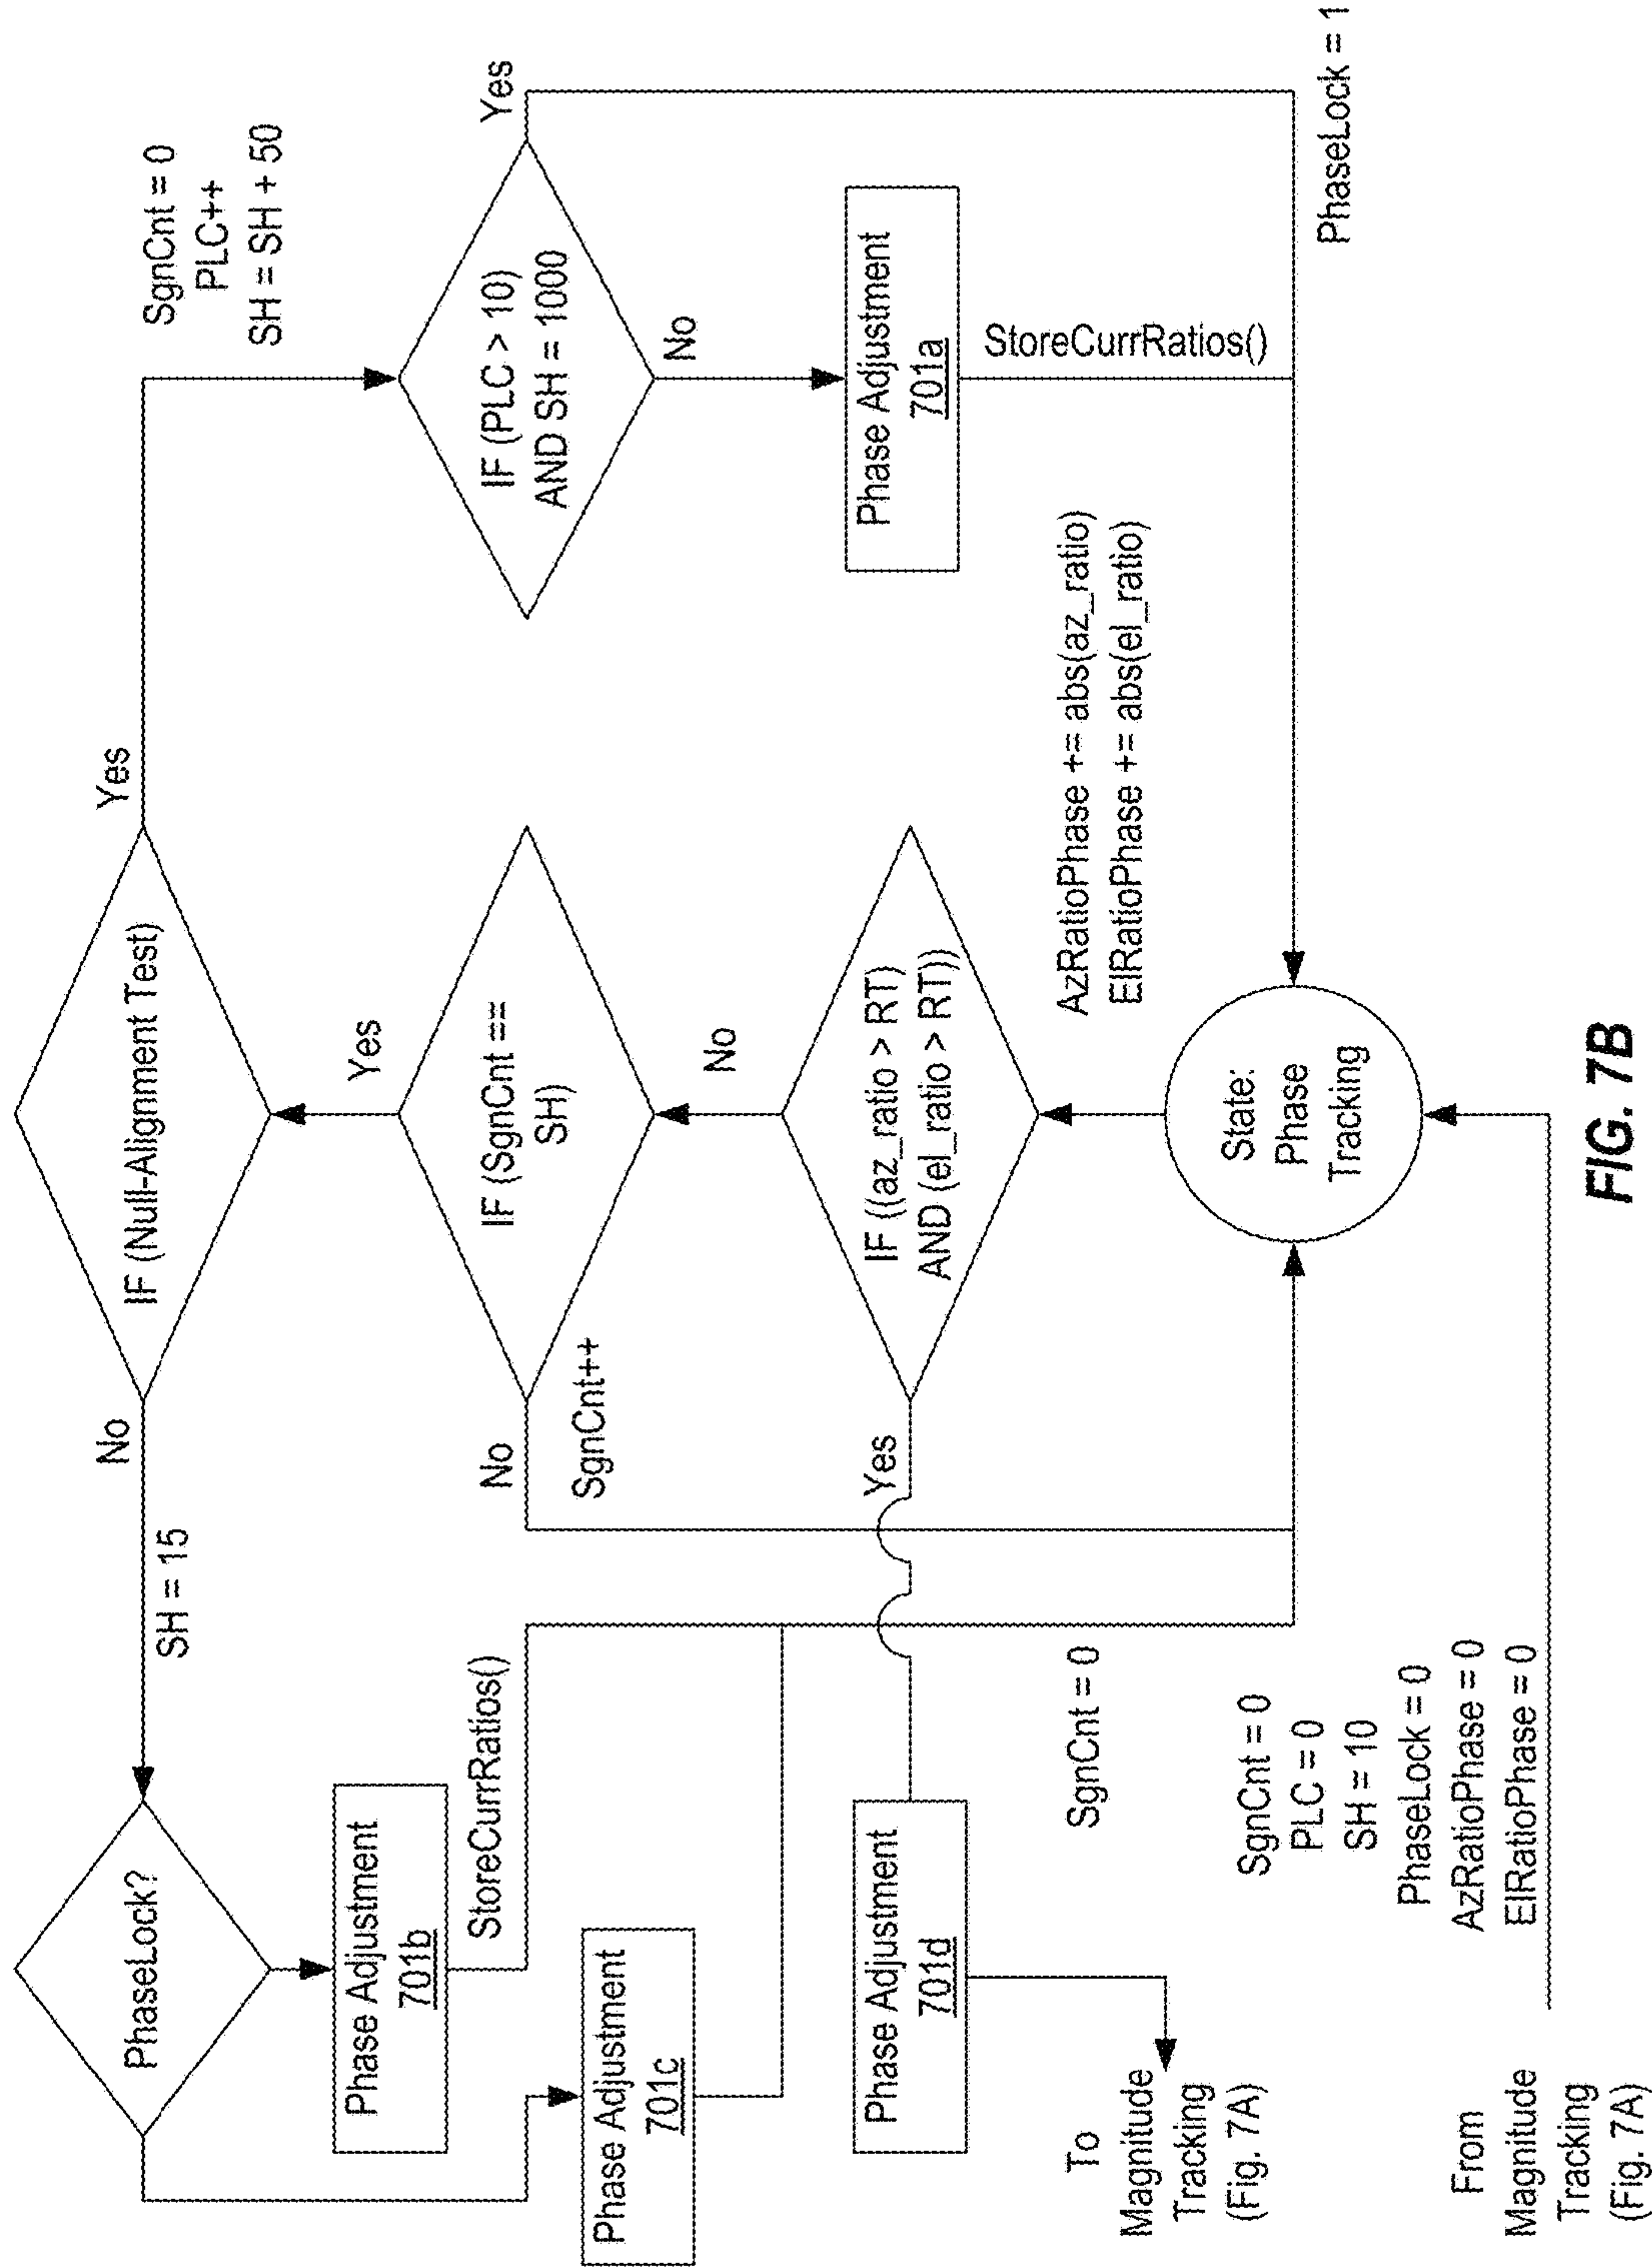 PhaseLock?
No
SH = 15
IF (Null-Alignment Test)
Yes
SgnCnt = 0
PLC++
SH = SH + 50
Phase Adjustment
701b
StoreCurrRatios()
No
SgnCnt++
IF (SgnCnt ==
SH)
Yes
IF (PLC > 10)
AND SH = 1000
Yes
No
Phase Adjustment
701c
Phase Adjustment
701d
Yes
IF ((az_ratio > RT)
AND (el_ratio > RT))
No
Phase Adjustment
701a
StoreCurrRatios()
To
Magnitude
Tracking
(Fig. 7A)
SgnCnt = 0
AzRatioPhase += abs(az_ratio)
ElRatioPhase += abs(el_ratio)
State:
Phase
Tracking
PhaseLock = 1
SgnCnt = 0
PLC = 0
SH = 10
PhaseLock = 0
AzRatioPhase = 0
ElRatioPhase = 0
From
Magnitude
Tracking
(Fig. 7A)
FIG. 7B